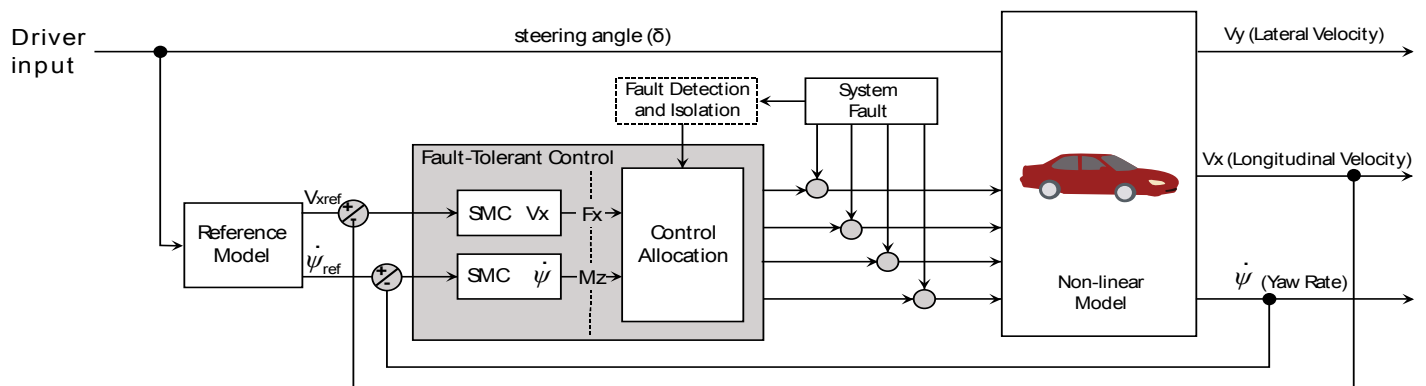 Driver
input
steering angle (δ)
Fault Detection
and Isolation
System
Fault
Vy (Lateral Velocity)
Fault-Tolerant Control
Vx (Longitudinal Velocity)
Vxref
+
-
SMC Vx
Fx
Reference
Model
Control
Allocation
ψ̇ref
+
-
SMC ψ̇
Mz
Non-linear
Model
ψ̇ (Yaw Rate)